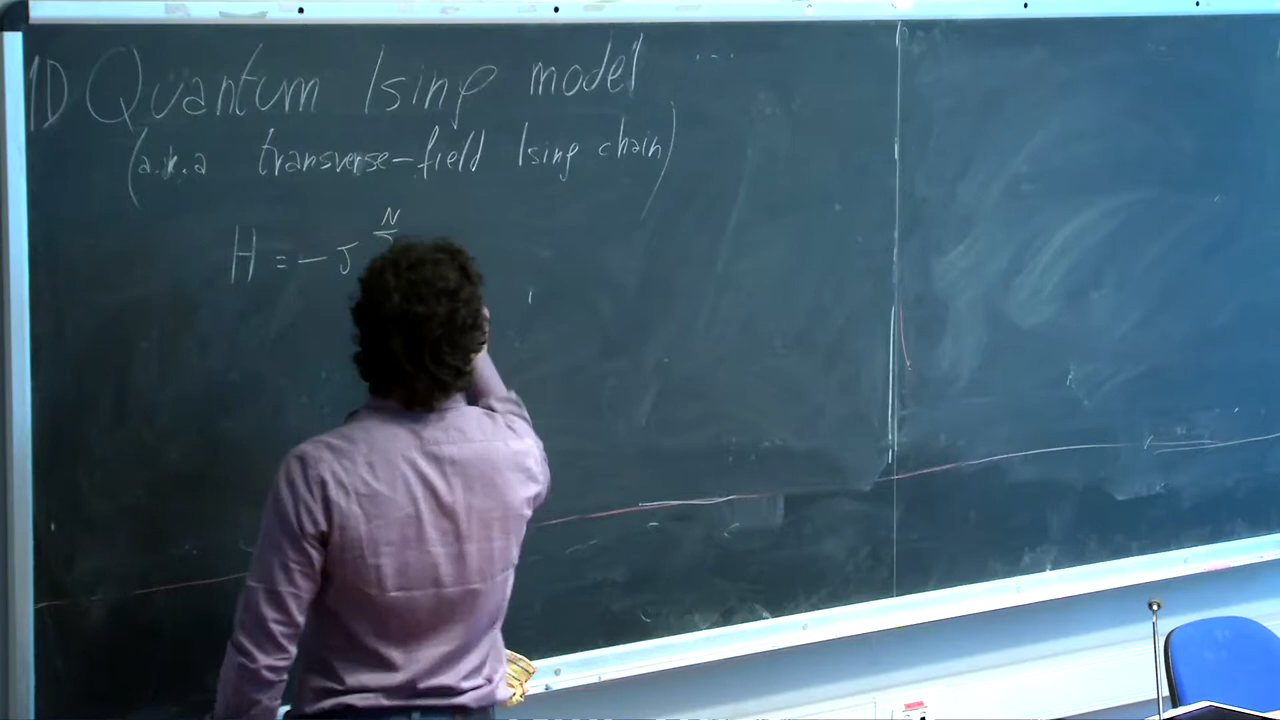 1D Quantum Ising model
(a.k.a transverse-field Ising chain)
H = - J N